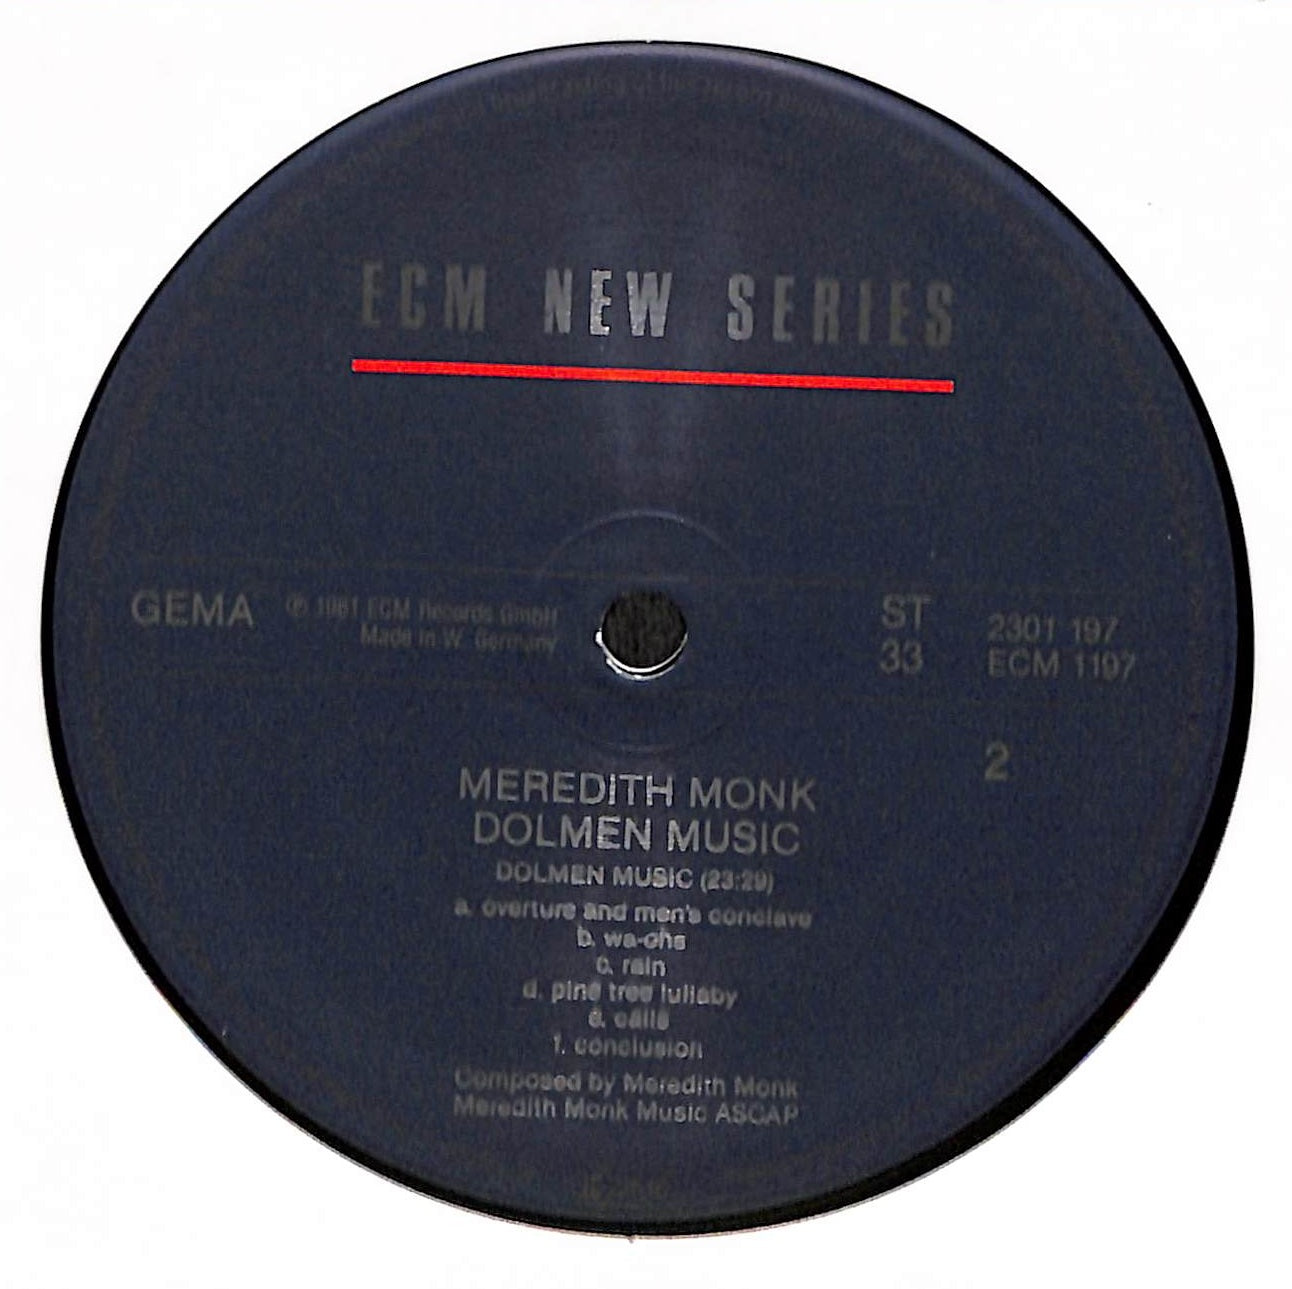 ECM NEW SERIES
GEMA
℗ 1981 ECM Records GmbH
Made in W. Germany
ST
33
2301 197
ECM 1197
2
MEREDITH MONK
DOLMEN MUSIC
DOLMEN MUSIC (23:29)
a. overture and men's conclave
b. wa-ohs
c. rain
d. pine tree lullaby
e. calls
f. conclusion
Composed by Meredith Monk
Meredith Monk Music ASCAP